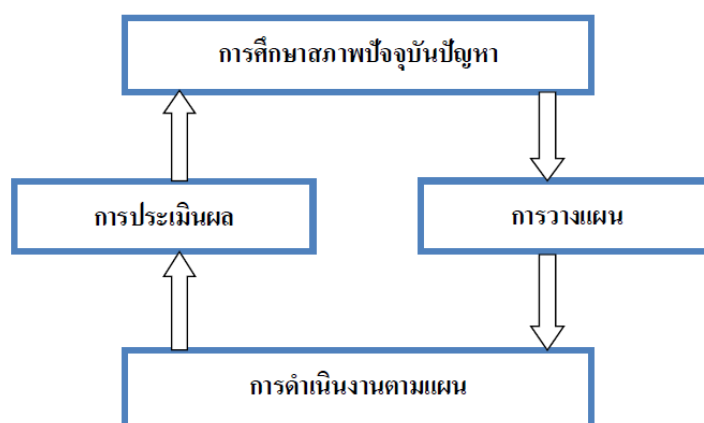 การศึกษาสภาพปัจจุบันปัญหา
การประเมินผล
การวางแผน
การดำเนินงานตามแผน